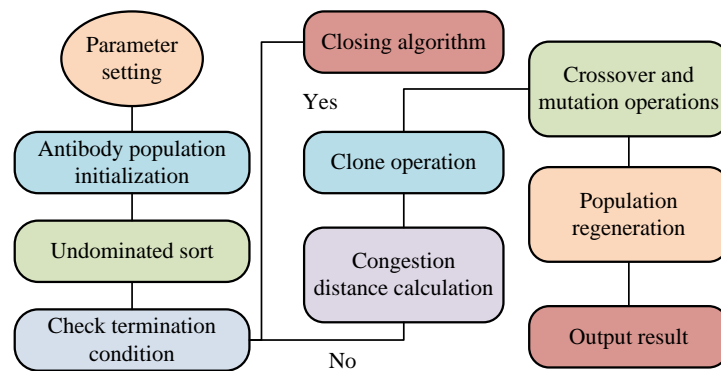 Parameter
setting
Antibody population
initialization
Undominated sort
Check termination
condition
Closing algorithm
Yes
Clone operation
Congestion
distance calculation
No
Crossover and
mutation operations
Population
regeneration
Output result